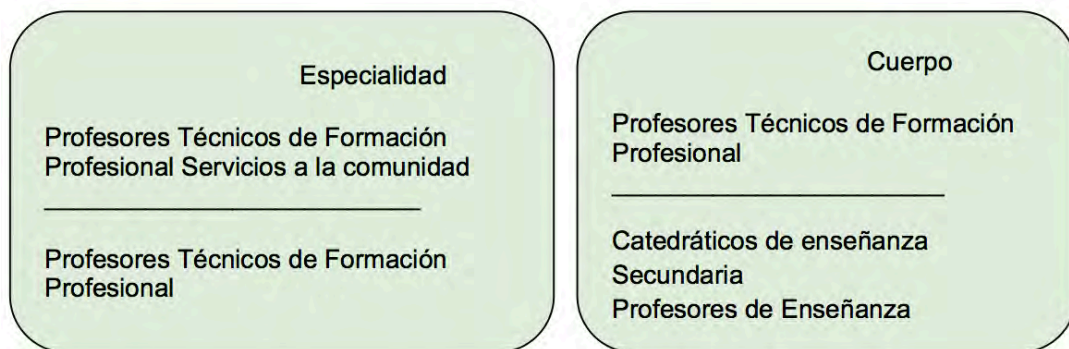 Especialidad
Profesores Técnicos de Formación
Profesional Servicios a la comunidad
Profesores Técnicos de Formación
Profesional
Cuerpo
Profesores Técnicos de Formación
Profesional
Catedráticos de enseñanza
Secundaria
Profesores de Enseñanza